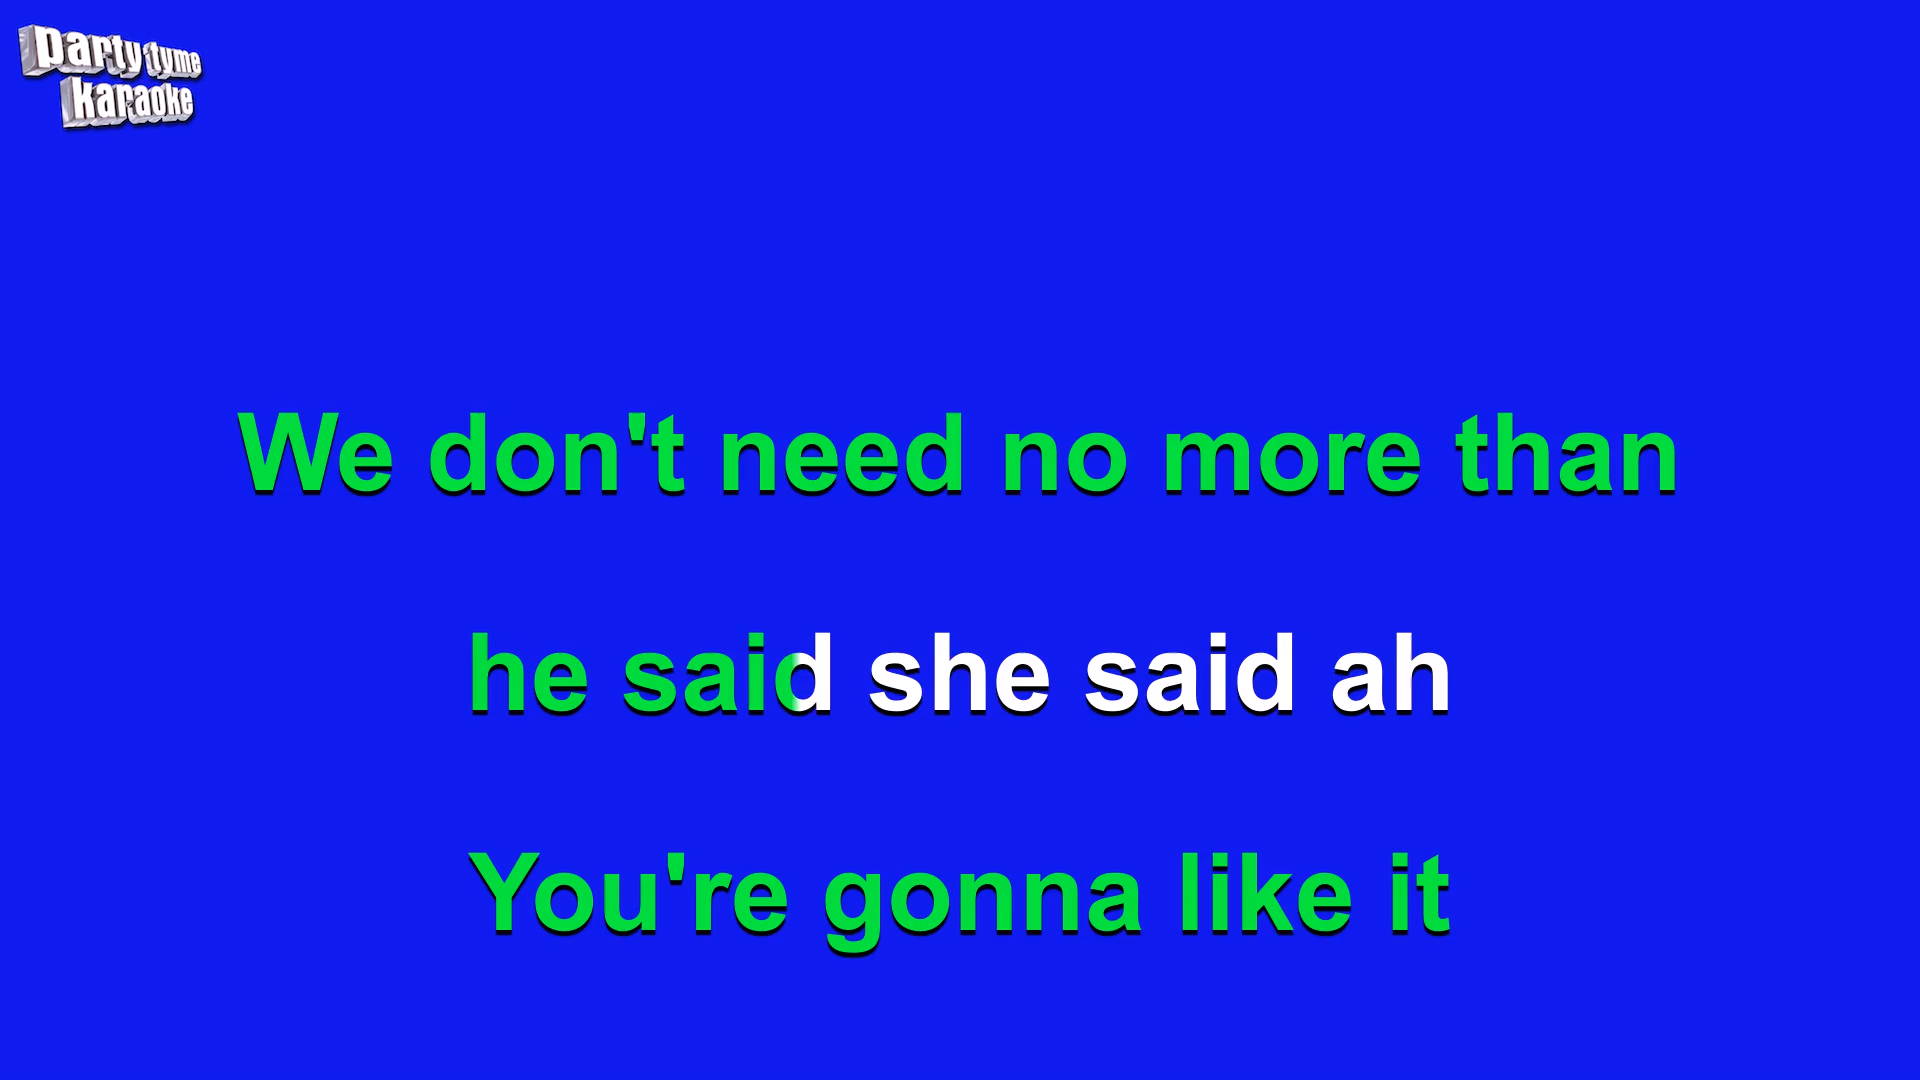 party tyme
karaoke
We don't need no more than
he said she said ah
You're gonna like it